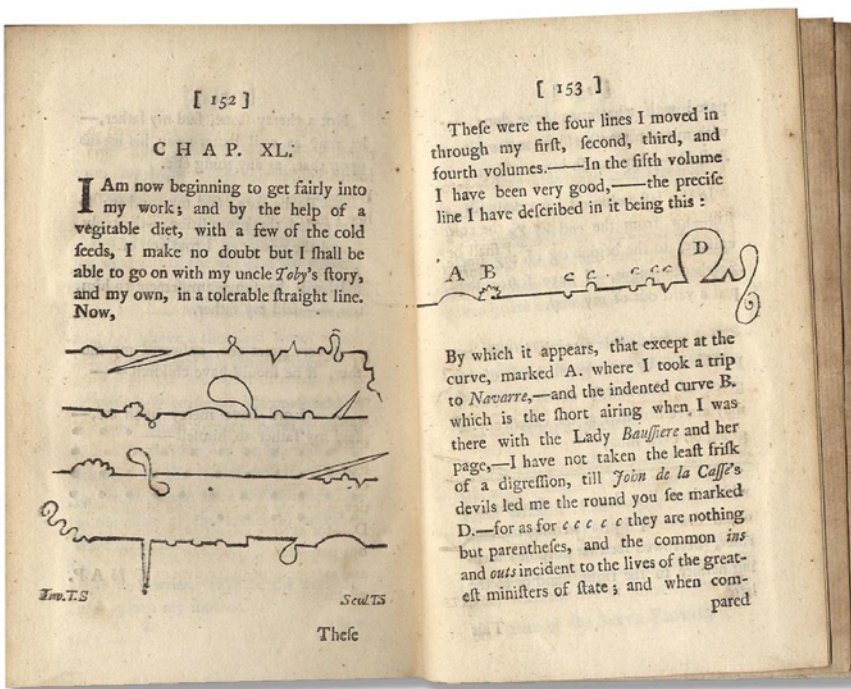 [ 152 ]
CHAP. XL.
I Am now beginning to get fairly into
my work; and by the help of a
vegitable diet, with a few of the cold
ſeeds, I make no doubt but I ſhall be
able to go on with my uncle Toby's ſtory,
and my own, in a tolerable ſtraight line.
Now,
Inv.T.S
Scul.T.S
Theſe
[ 153 ]
Theſe were the four lines I moved in
through my firſt, ſecond, third, and
fourth volumes.——In the fifth volume
I have been very good,——the preciſe
line I have deſcribed in it being this :
A B c c c c c D
By which it appears, that except at the
curve, marked A. where I took a trip
to Navarre,—and the indented curve B.
which is the ſhort airing when I was
there with the Lady Bauſſiere and her
page,—I have not taken the leaſt friſk
of a digreſſion, till John de la Caſſe's
devils led me the round you ſee marked
D.—for as for c c c c c they are nothing
but parentheſes, and the common ins
and outs incident to the lives of the great-
eſt miniſters of ſtate; and when com-
pared